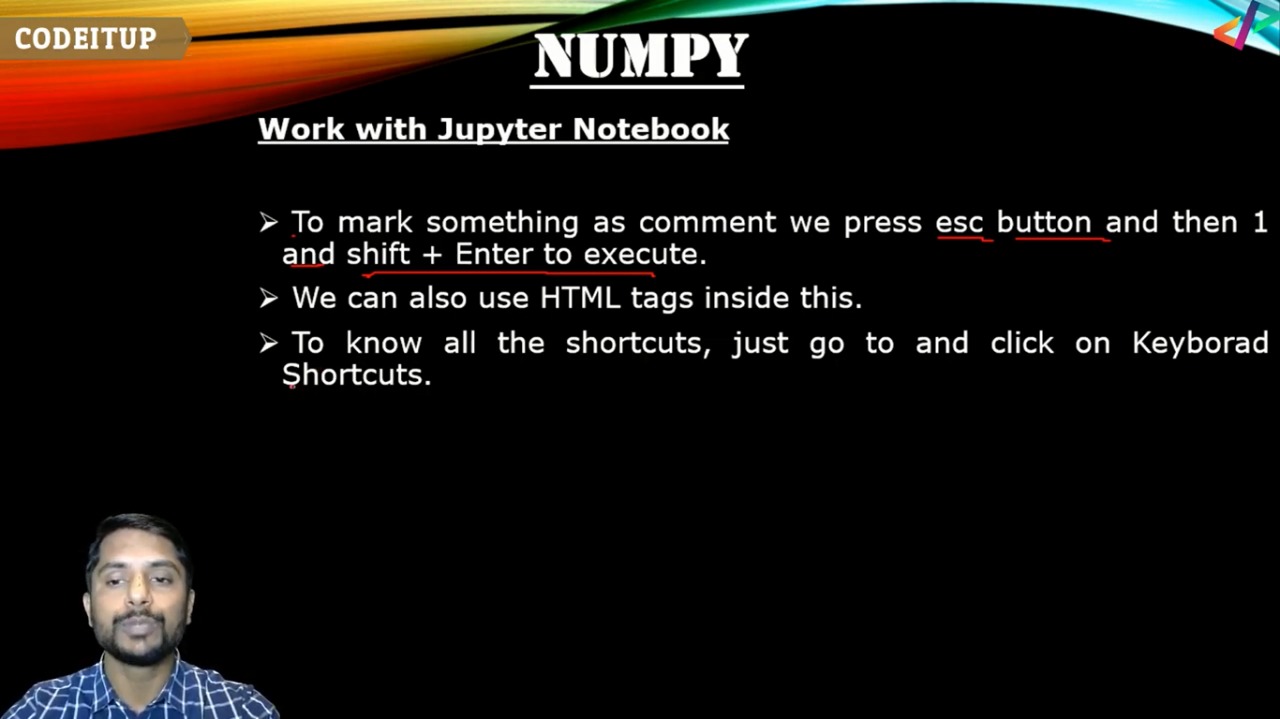 CODEITUP
NUMPY
Work with Jupyter Notebook
➢ To mark something as comment we press esc button and then 1
and shift + Enter to execute.
➢ We can also use HTML tags inside this.
➢ To know all the shortcuts, just go to and click on Keyborad
Shortcuts.